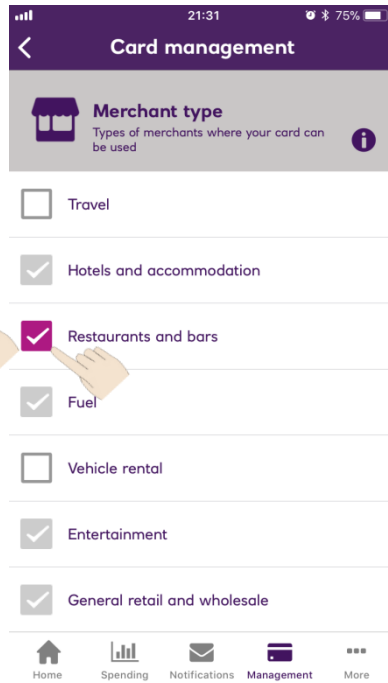 21:31
75%
Card management
Merchant type
Types of merchants where your card can
be used
i
Travel
Hotels and accommodation
Restaurants and bars
Fuel
Vehicle rental
Entertainment
General retail and wholesale
Home Spending Notifications Management More